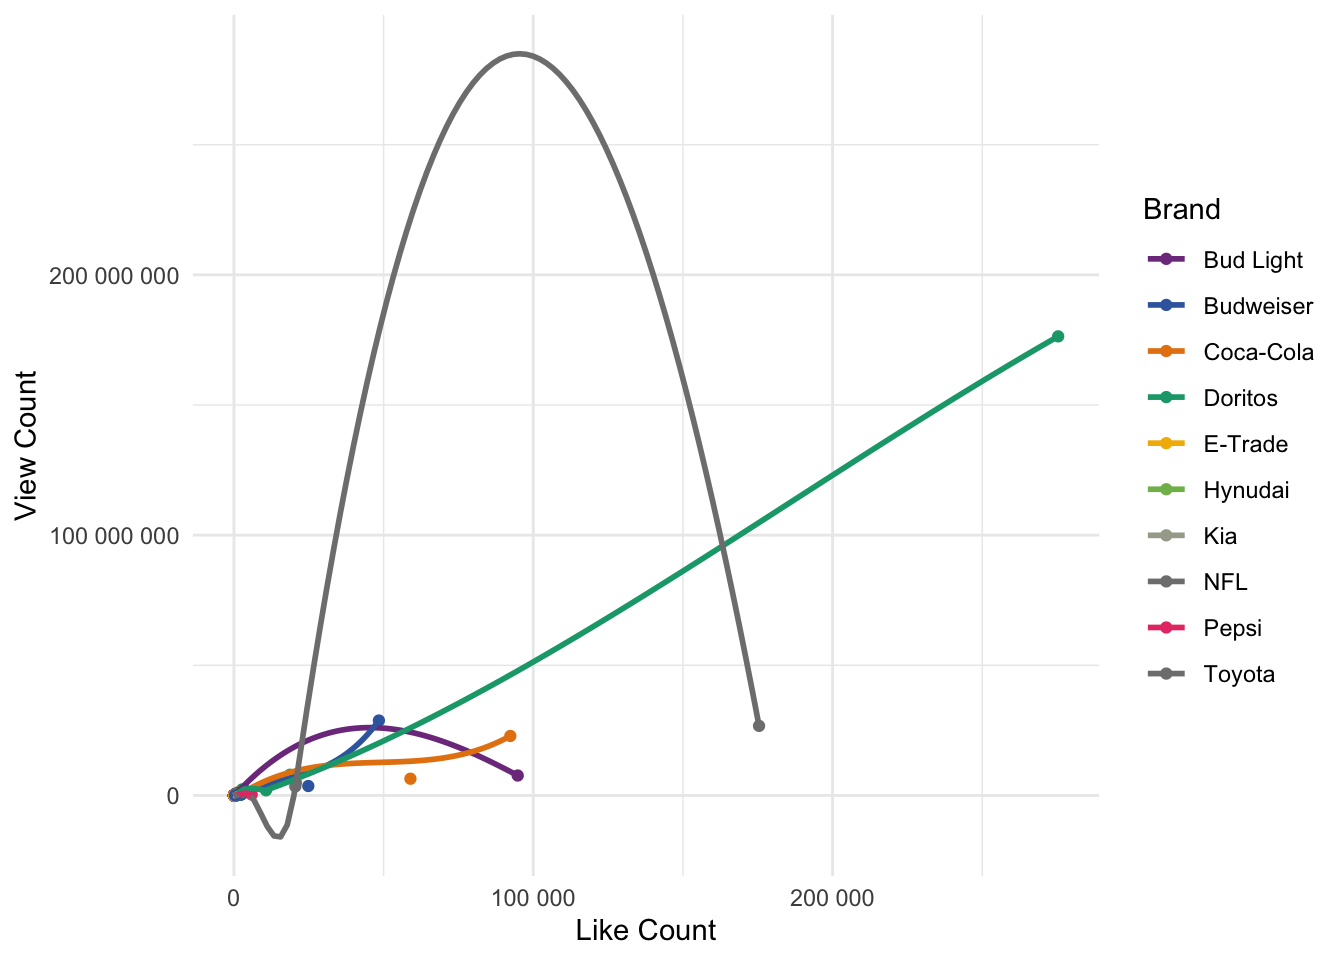 200 000 000
100 000 000
0
View Count
0
100 000
200 000
Like Count
Brand
Bud Light
Budweiser
Coca-Cola
Doritos
E-Trade
Hynudai
Kia
NFL
Pepsi
Toyota